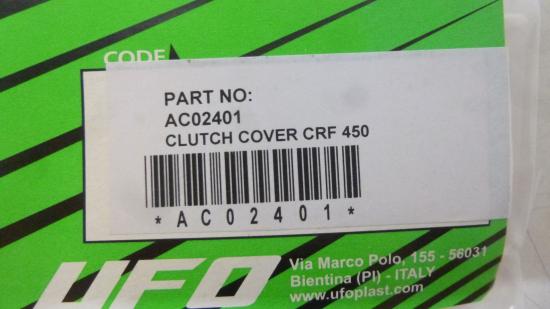 CODE
PART NO:
AC02401
CLUTCH COVER CRF 450
*AC02401*
UFO
Via Marco Polo, 155 - 56031
Bientina (PI) - ITALY
www.ufoplast.com